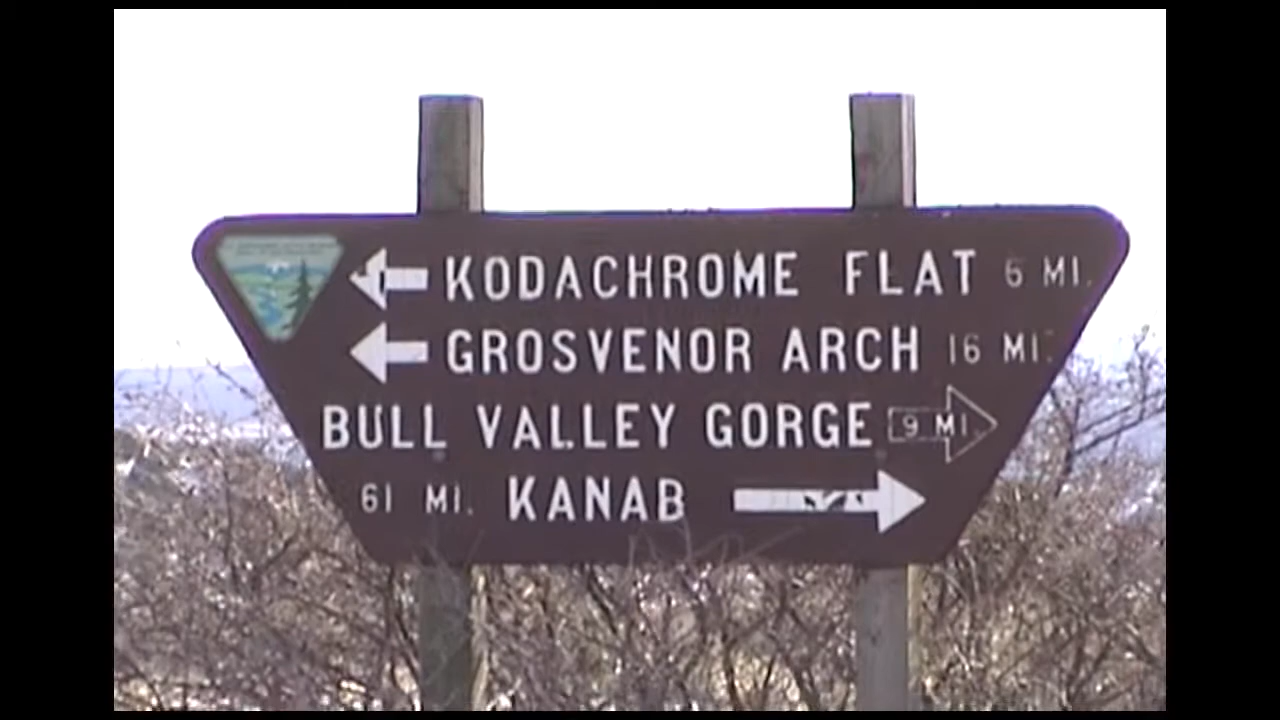 KODACHROME FLAT 6 MI.
GROSVENOR ARCH 16 MI.
BULL VALLEY GORGE 9 MI.
61 MI. KANAB